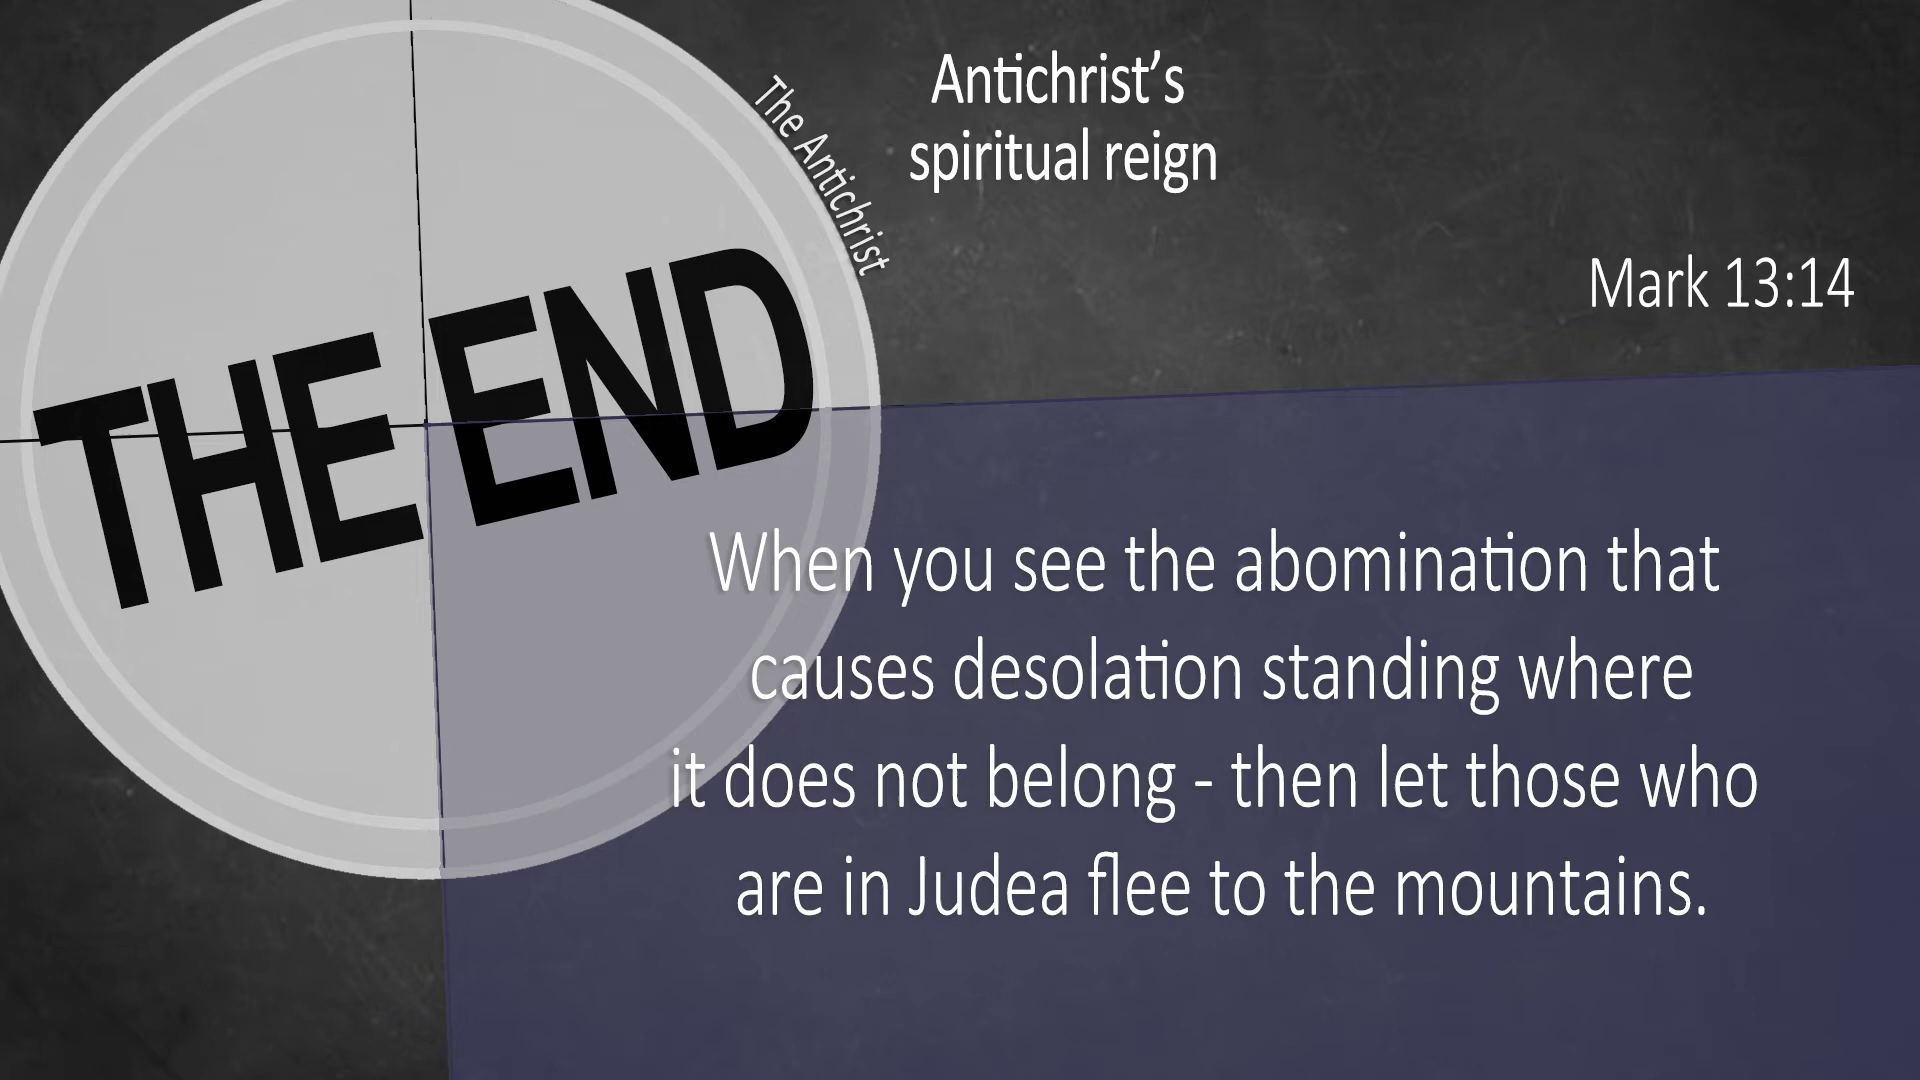 THE END
The Antichrist
Antichrist’s
spiritual reign
Mark 13:14
When you see the abomination that
causes desolation standing where
it does not belong - then let those who
are in Judea flee to the mountains.